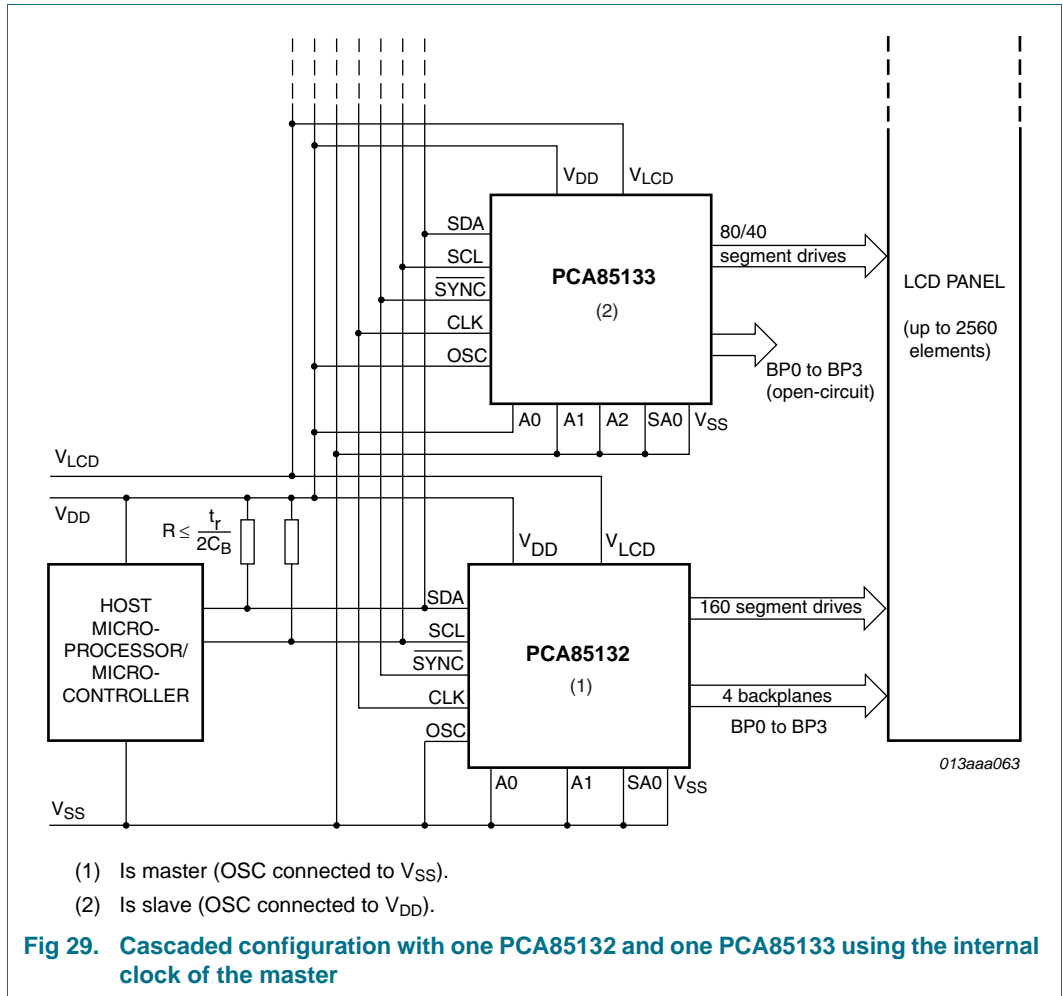 VDD
VLCD
SDA
SCL
SYNC
CLK
OSC
PCA85133
(2)
80/40
segment drives
BP0 to BP3
(open-circuit)
LCD PANEL
(up to 2560
elements)
A0 A1 A2 SA0 VSS
VLCD
VDD
R ≤ tr/2CB
HOST
MICRO-
PROCESSOR/
MICRO-
CONTROLLER
VDD
VLCD
SDA
SCL
SYNC
CLK
OSC
PCA85132
(1)
160 segment drives
4 backplanes
BP0 to BP3
A0 A1 SA0 VSS
VSS
013aaa063
(1) Is master (OSC connected to VSS).
(2) Is slave (OSC connected to VDD).
Fig 29. Cascaded configuration with one PCA85132 and one PCA85133 using the internal
clock of the master